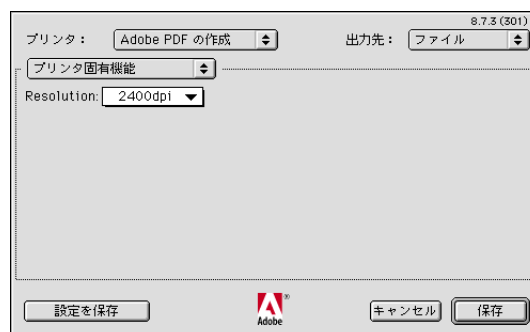 8.7.3 (301)
プリンタ： Adobe PDF の作成 出力先： ファイル
プリンタ固有機能
Resolution: 2400dpi
設定を保存 Adobe キャンセル 保存